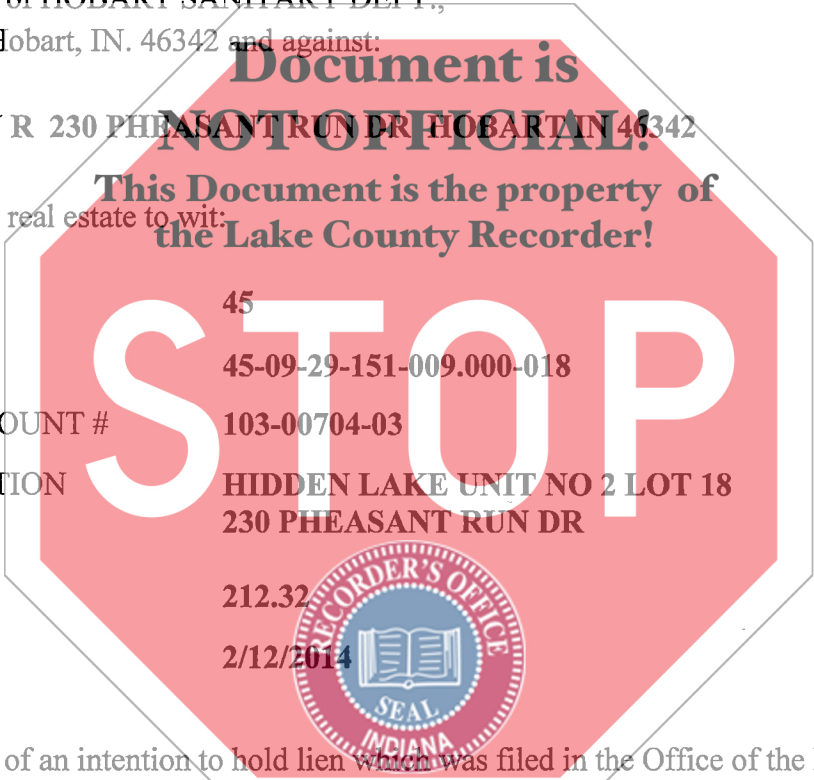 of HOBART SANITARY DEPT.,
Hobart, IN. 46342 and against:
Document is
R 230 PHEASANT RUN DR HOBART IN 46342
NOT OFFICIAL!
This Document is the property of
real estate to wit:
the Lake County Recorder!
45
STOP
45-09-29-151-009.000-018
OUNT # 103-00704-03
TION HIDDEN LAKE UNIT NO 2 LOT 18
230 PHEASANT RUN DR
212.32
2/12/2014
RECORDER'S OFFICE
SEAL
INDIANA
of an intention to hold lien which was filed in the Office of the